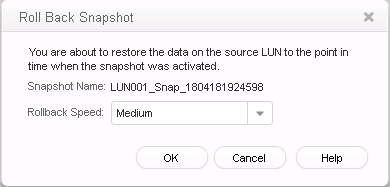 Roll Back Snapshot
You are about to restore the data on the source LUN to the point in
time when the snapshot was activated.
Snapshot Name: LUN001_Snap_1804181924598
Rollback Speed: Medium
OK Cancel Help